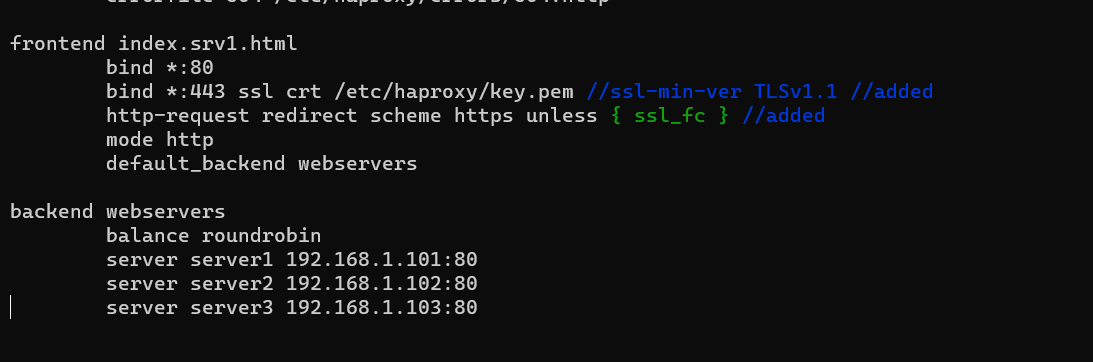 frontend index.srv1.html
bind *:80
bind *:443 ssl crt /etc/haproxy/key.pem //ssl-min-ver TLSv1.1 //added
http-request redirect scheme https unless { ssl_fc } //added
mode http
default_backend webservers
backend webservers
balance roundrobin
server server1 192.168.1.101:80
server server2 192.168.1.102:80
server server3 192.168.1.103:80